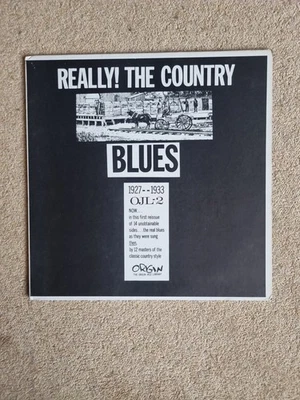 REALLY! THE COUNTRY
BLUES
1927--1933
OJL-2
NOW . . .
in this first reissue
of 14 unobtainable
sides. . . the real blues
as they were sung
then,
by 12 masters of the
classic country style
ORIGIN